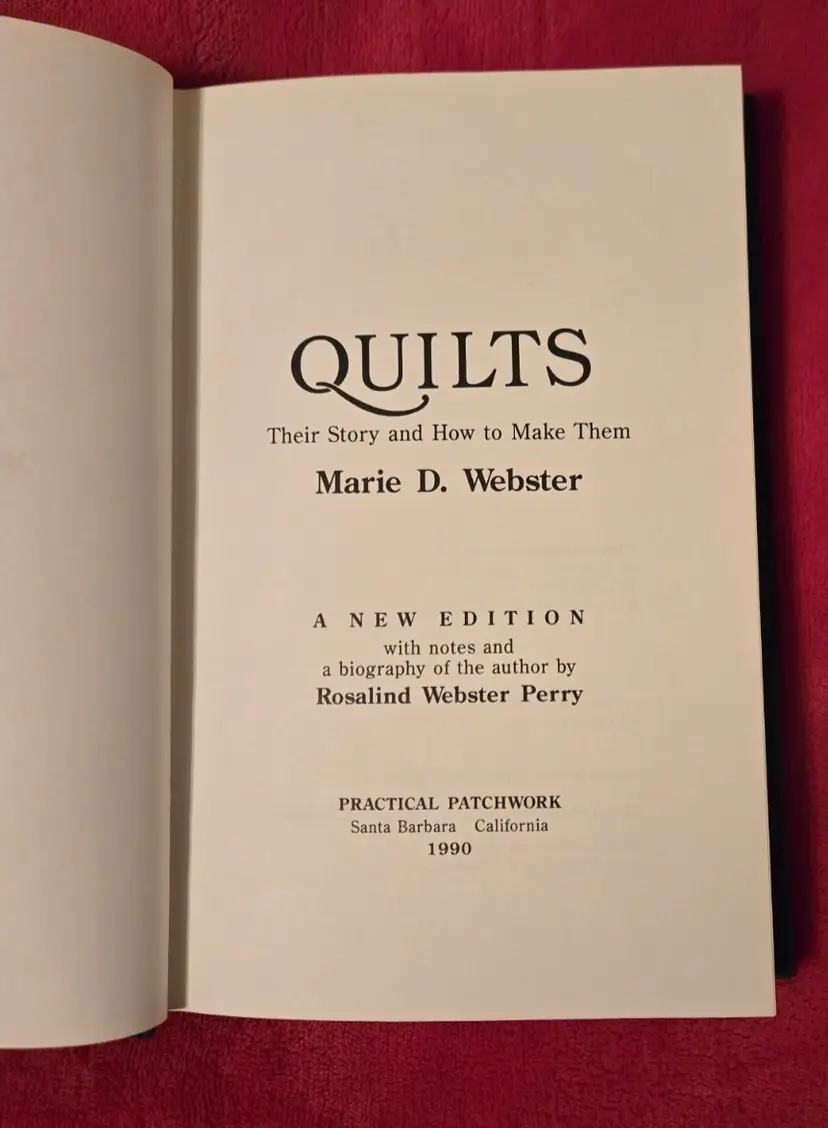 QUILTS
Their Story and How to Make Them
Marie D. Webster
A NEW EDITION
with notes and
a biography of the author by
Rosalind Webster Perry
PRACTICAL PATCHWORK
Santa Barbara California
1990